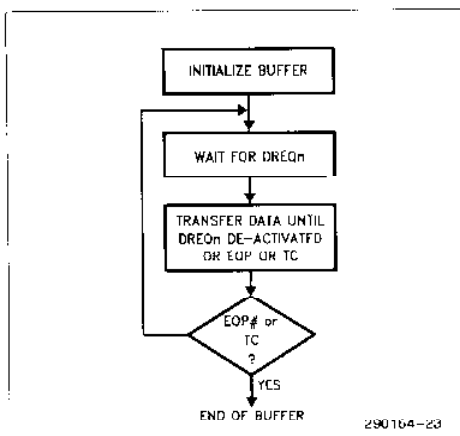 INITIALIZE BUFFER
WAIT FOR DREQn
TRANSFER DATA UNTIL
DREQn DE-ACTIVATED
OR EOP OR TC
EOP# or
TC
?
YES
END OF BUFFER
290164-23